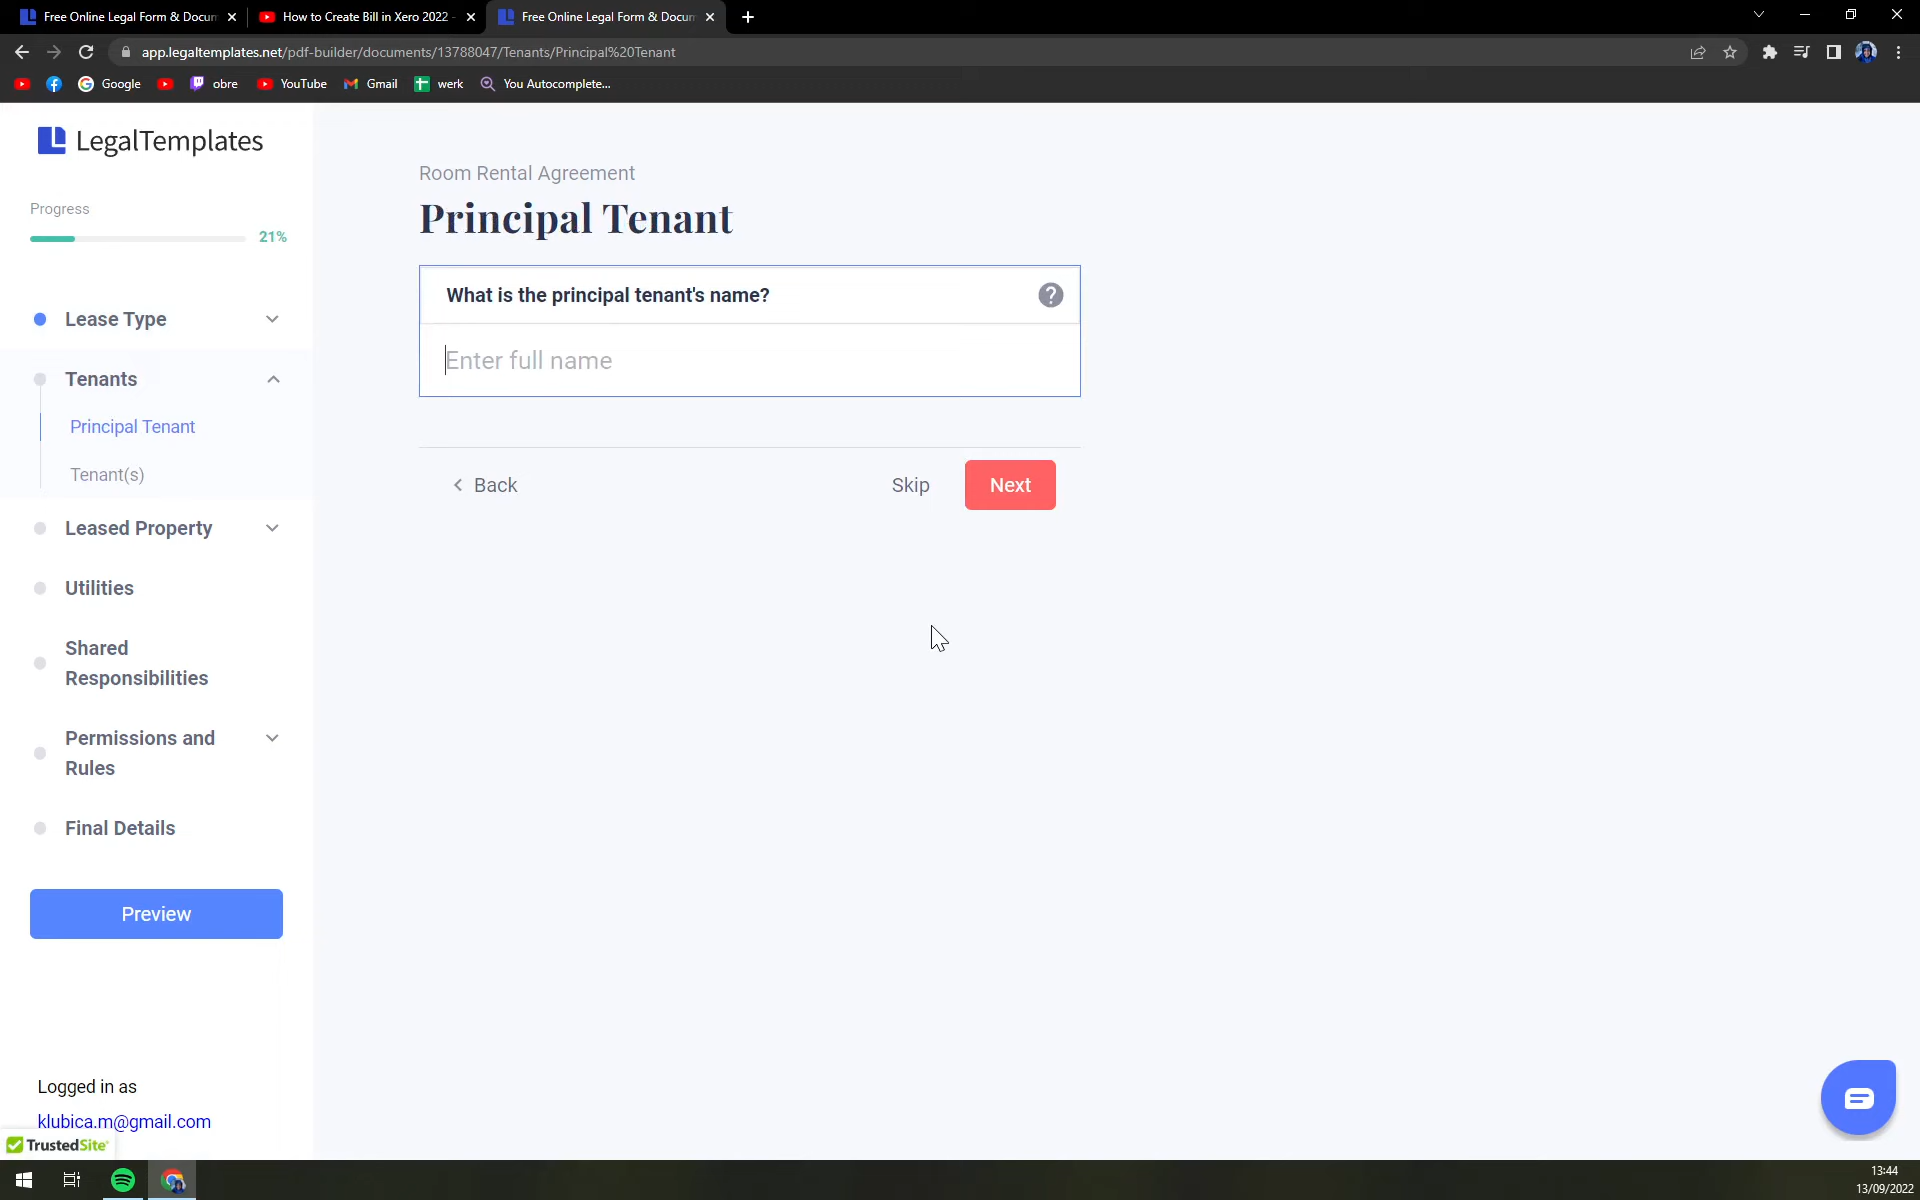 Free Online Legal Form & Docum
How to Create Bill in Xero 2022 -
Free Online Legal Form & Docum
app.legaltemplates.net/pdf-builder/documents/13788047/Tenants/Principal%20Tenant
Google
obre
YouTube
Gmail
werk
You Autocomplete...
LegalTemplates
Progress
21%
Lease Type
Tenants
Principal Tenant
Tenant(s)
Leased Property
Utilities
Shared
Responsibilities
Permissions and
Rules
Final Details
Preview
Logged in as
klubica.m@gmail.com
TrustedSite
Room Rental Agreement
Principal Tenant
What is the principal tenant's name?
?
Enter full name
< Back
Skip
Next
13:44
13/09/2022